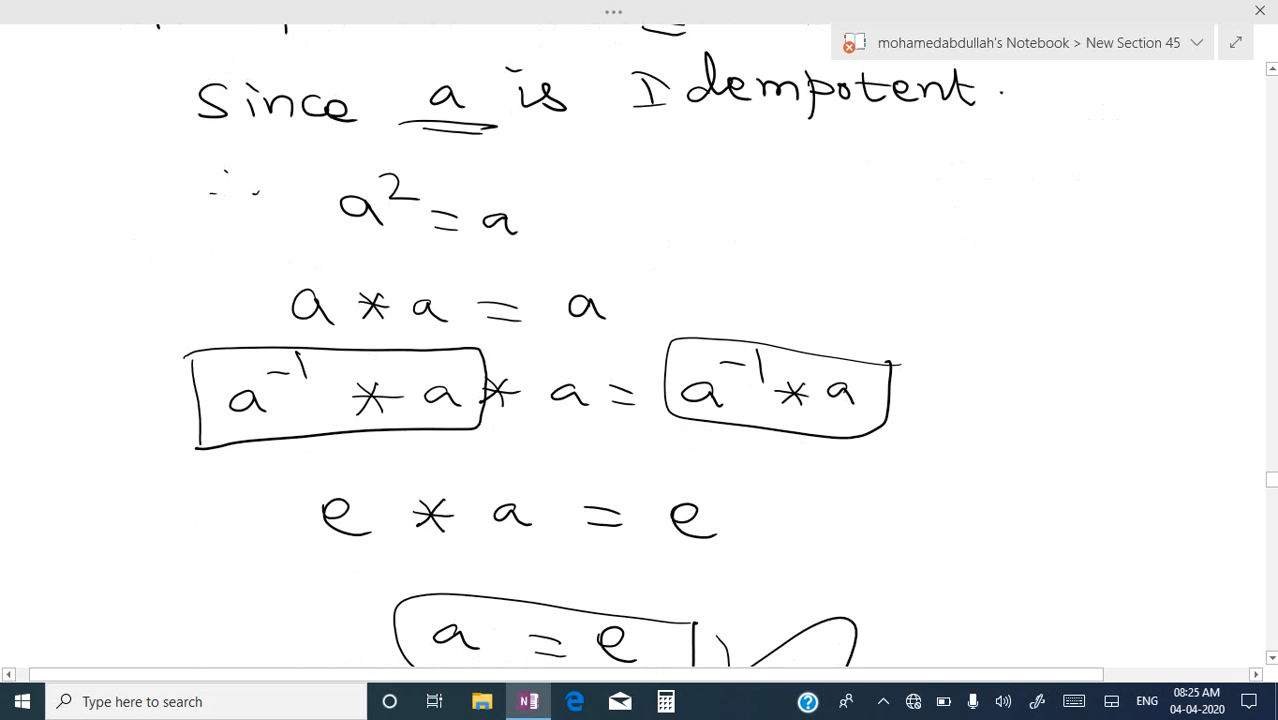 mohamedabdullah's Notebook > New Section 45
Since a is Idempotent.
∴ a² = a
a * a = a
a⁻¹ * a * a = a⁻¹ * a
e * a = e
a = e
Type here to search
ENG
08:25 AM
04-04-2020